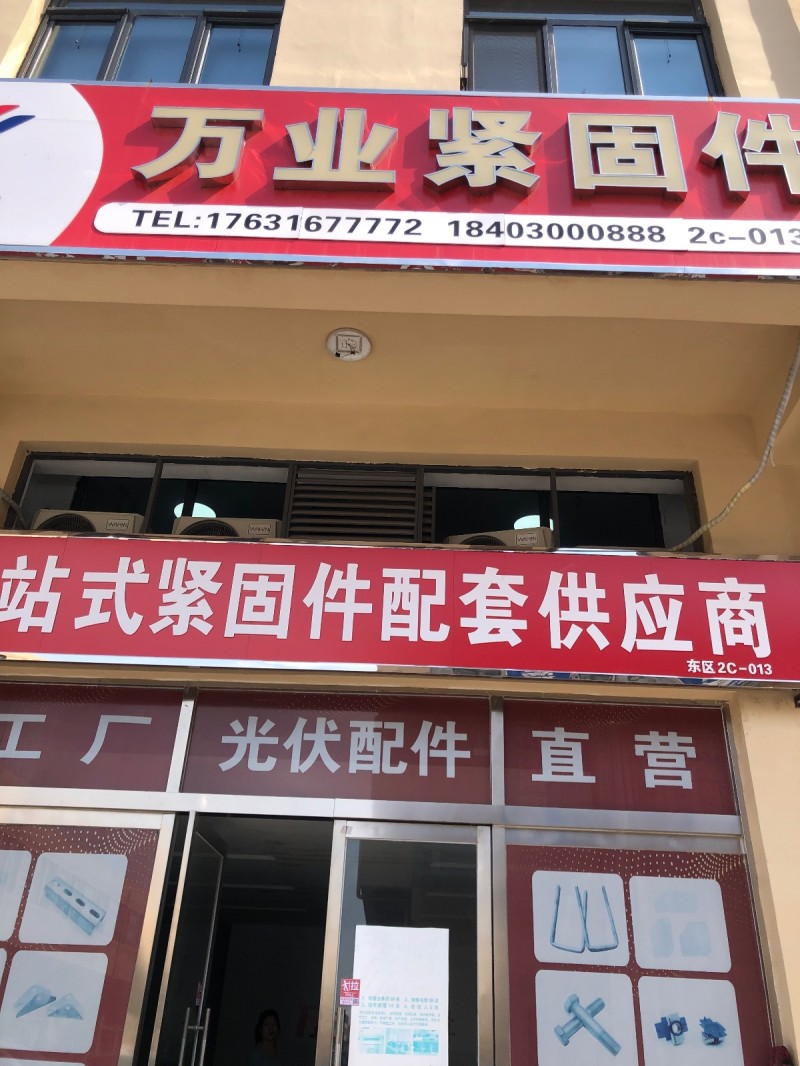 万业紧固件
TEL:17631677772 18403000888 2c-013
站式紧固件配套供应商
东区2C-013
工厂 光伏配件 直营